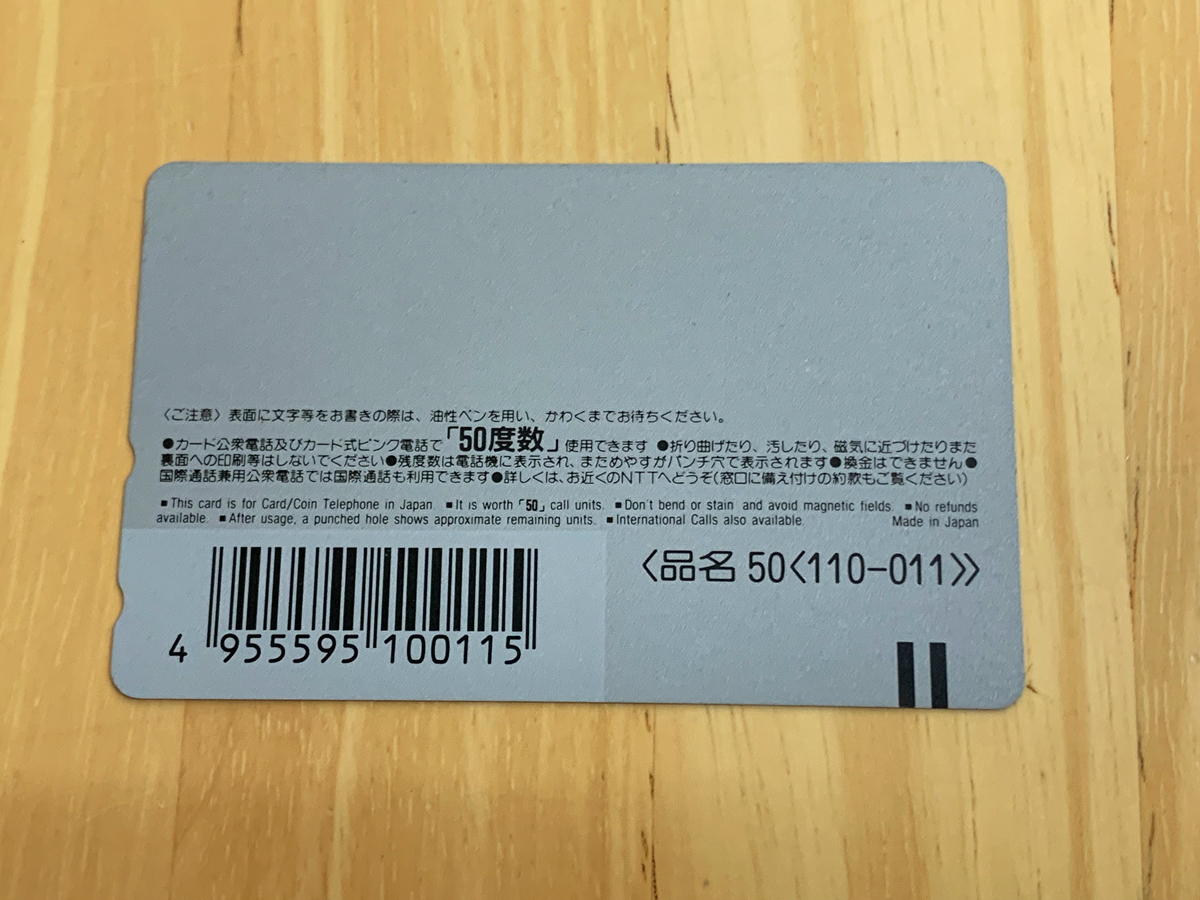 〈ご注意〉表面に文字等をお書きの際は、油性ペンを用い、かわくまでお待ちください。
●カード公衆電話及びカード式ピンク電話で「50度数」使用できます ●折り曲げたり、汚したり、磁気に近づけたりまた
裏面への印刷等はしないでください●残度数は電話機に表示され、まためやすがパンチ穴で表示されます●換金はできません●
国際通話兼用公衆電話では国際通話も利用できます●詳しくは、お近くのNTTへどうぞ(窓口に備え付けの約款もご覧ください)
■This card is for Card/Coin Telephone in Japan. ■It is worth「50」call units. ■Don't bend or stain and avoid magnetic fields. ■No refunds
available. ■After usage, a punched hole shows approximate remaining units. ■International Calls also available. Made in Japan
〈品名 50〈110-011〉〉
4 955595 100115